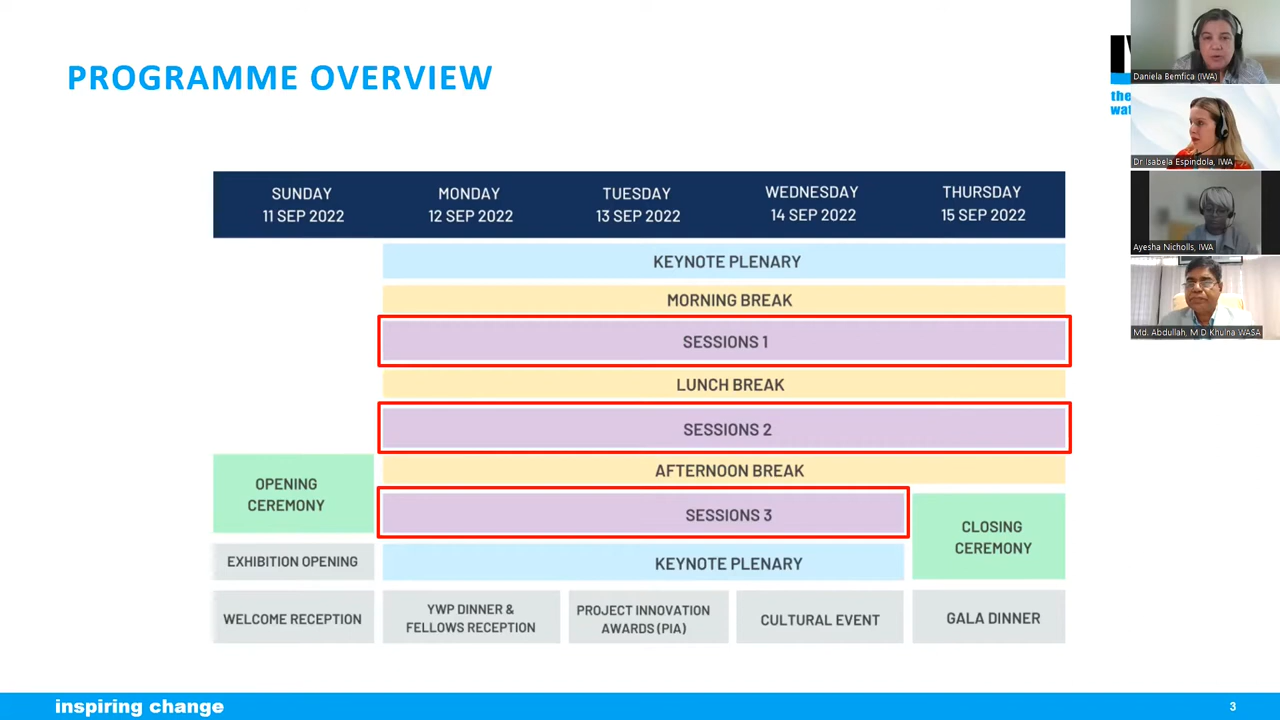 PROGRAMME OVERVIEW
the
wat
Daniela Bemfica (IWA)
Dr Isabela Espindola, IWA
Ayesha Nicholls, IWA
Md. Abdullah, M D Khulna WASA
SUNDAY
11 SEP 2022
MONDAY
12 SEP 2022
TUESDAY
13 SEP 2022
WEDNESDAY
14 SEP 2022
THURSDAY
15 SEP 2022
KEYNOTE PLENARY
MORNING BREAK
SESSIONS 1
LUNCH BREAK
SESSIONS 2
AFTERNOON BREAK
OPENING
CEREMONY
SESSIONS 3
CLOSING
CEREMONY
EXHIBITION OPENING
KEYNOTE PLENARY
WELCOME RECEPTION
YWP DINNER &
FELLOWS RECEPTION
PROJECT INNOVATION
AWARDS (PIA)
CULTURAL EVENT
GALA DINNER
inspiring change
3